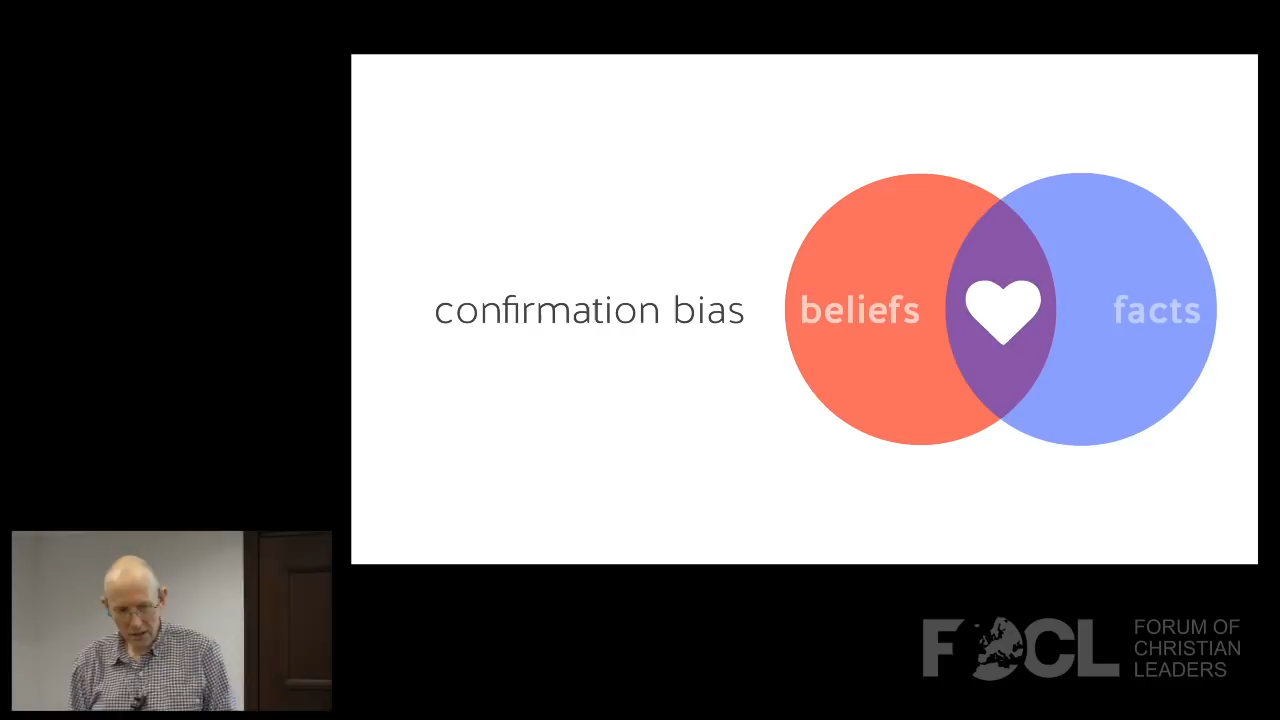 confirmation bias
beliefs
facts
FOCL
FORUM OF
CHRISTIAN
LEADERS